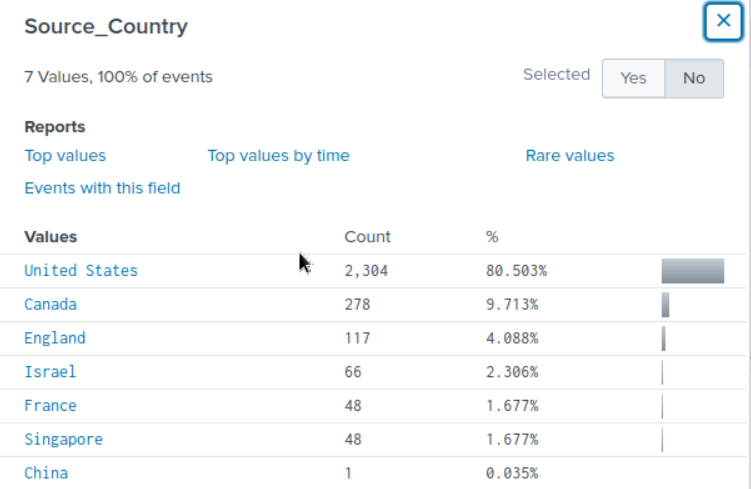 Source_Country
7 Values, 100% of events
Selected Yes No
Reports
Top values Top values by time Rare values
Events with this field
Values Count %
United States 2,304 80.503%
Canada 278 9.713%
England 117 4.088%
Israel 66 2.306%
France 48 1.677%
Singapore 48 1.677%
China 1 0.035%